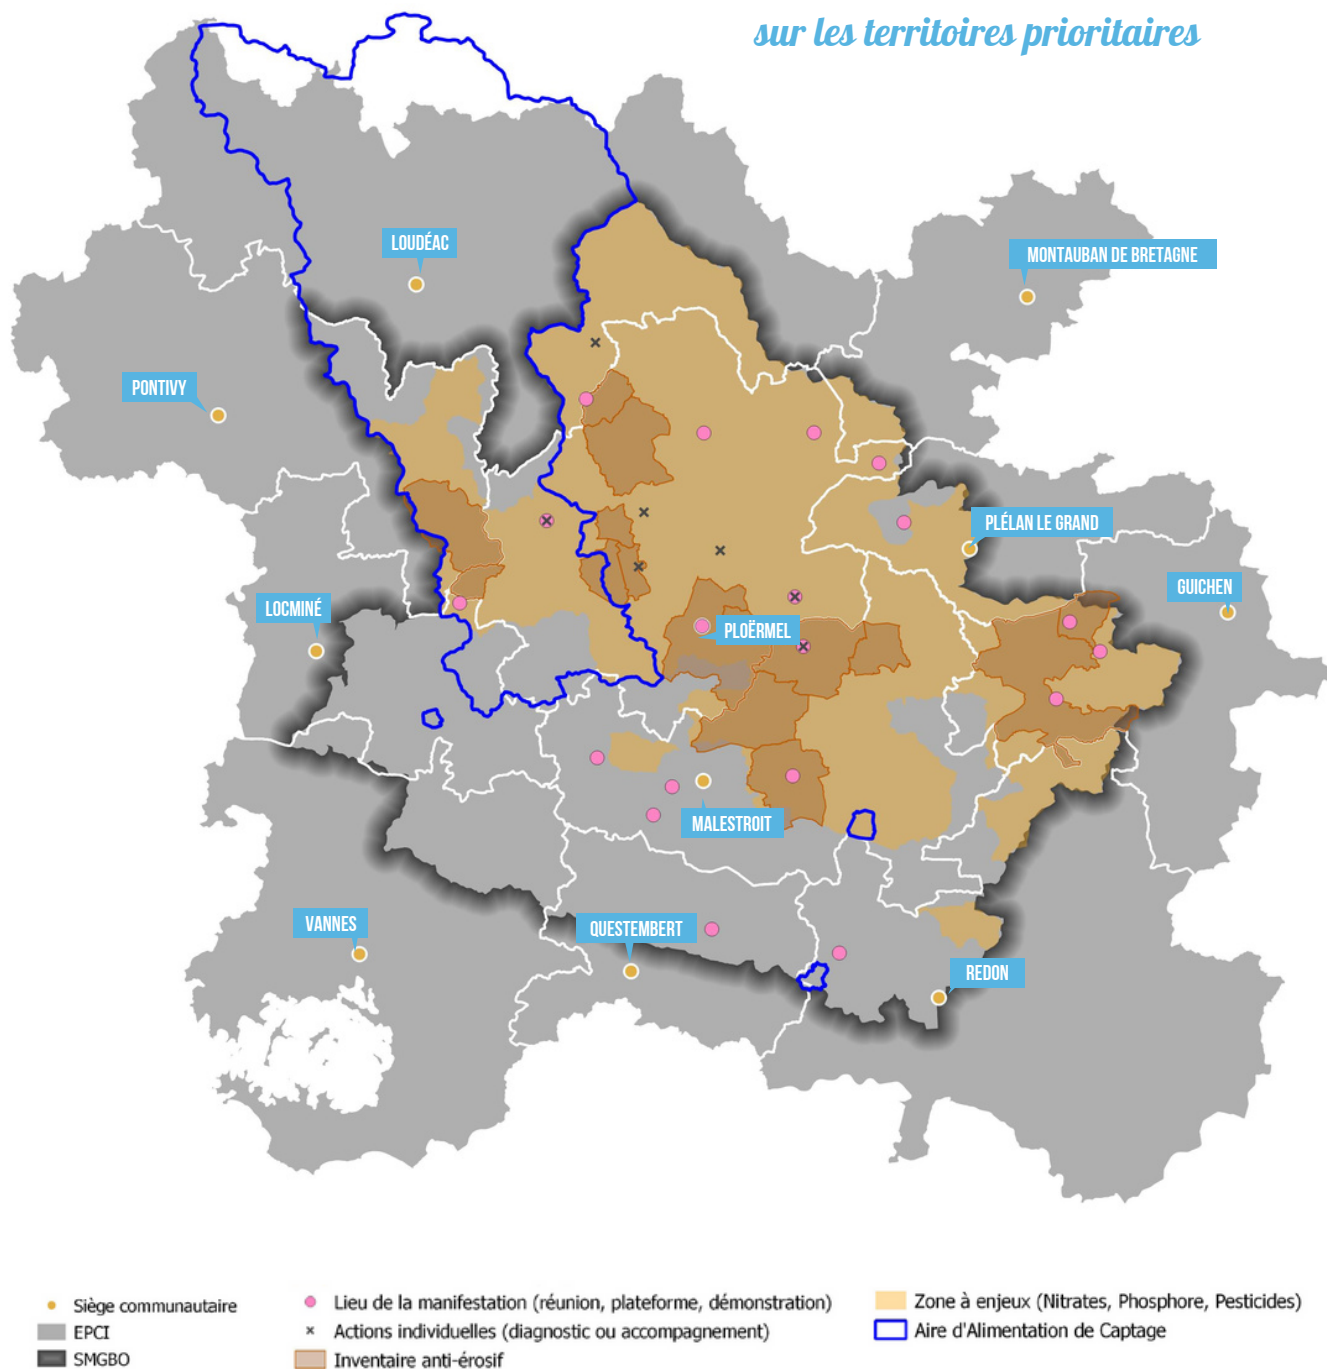 sur les territoires prioritaires
LOUDÉAC
MONTAUBAN DE BRETAGNE
PONTIVY
PLÉLAN LE GRAND
GUICHEN
LOCMINÉ
PLOËRMEL
MALESTROIT
VANNES
QUESTEMBERT
REDON
Siège communautaire
EPCI
SMGBO
Lieu de la manifestation (réunion, plateforme, démonstration)
Actions individuelles (diagnostic ou accompagnement)
Inventaire anti-érosif
Zone à enjeux (Nitrates, Phosphore, Pesticides)
Aire d'Alimentation de Captage